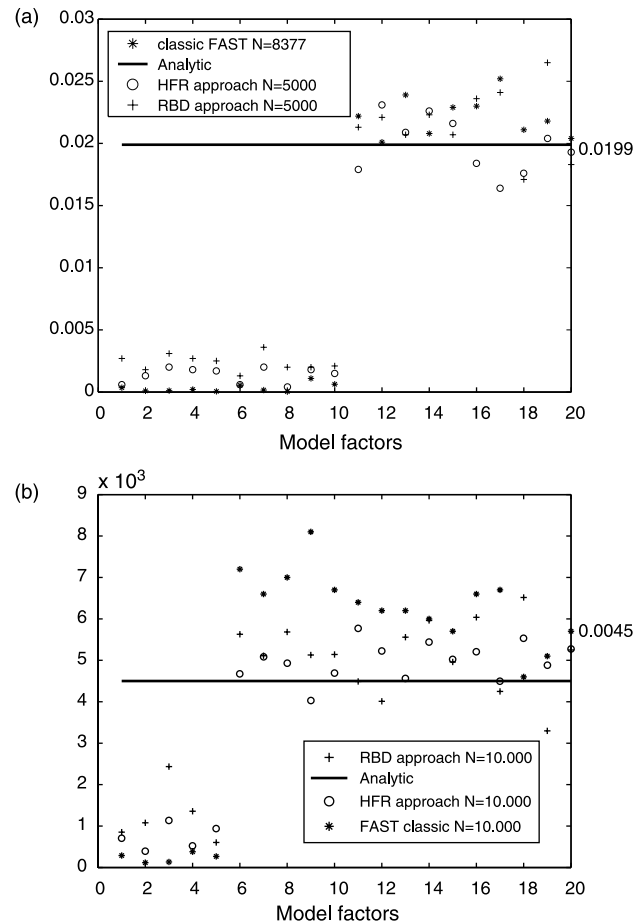 (a)
0.03
0.025
0.02
0.015
0.01
0.005
0
classic FAST N=8377
Analytic
HFR approach N=5000
RBD approach N=5000
0.0199
0 2 4 6 8 10 12 14 16 18 20
Model factors
(b)
x 10³
9
8
7
6
5
4
3
2
1
0
0.0045
RBD approach N=10.000
Analytic
HFR approach N=10.000
FAST classic N=10.000
0 2 4 6 8 10 12 14 16 18 20
Model factors